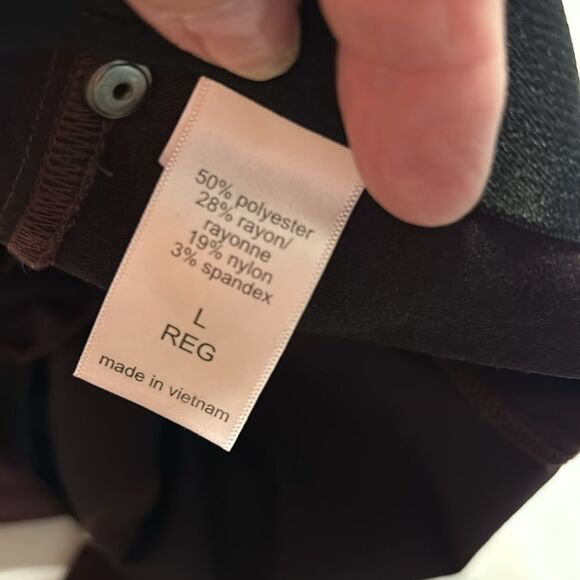 50% polyester
28% rayon/
rayonne
19% nylon
3% spandex
L
REG
made in vietnam